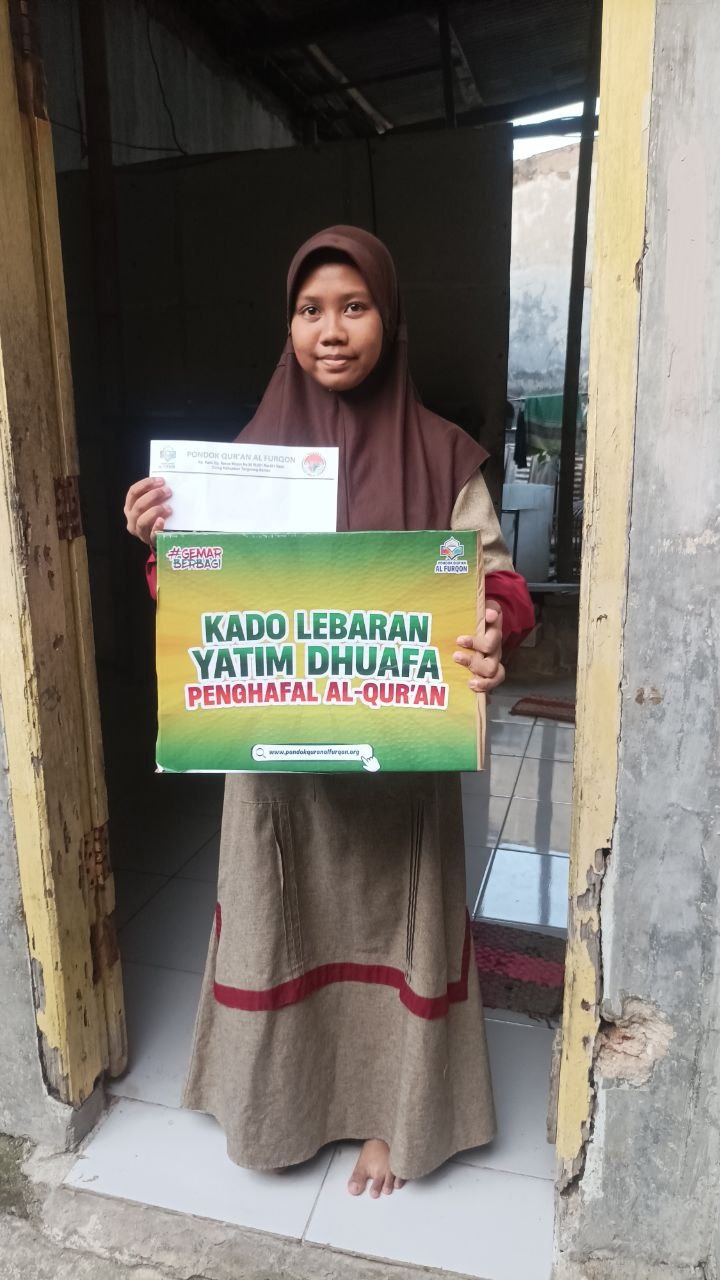 PONDOK QUR'AN AL FURQON
#GEMAR
BERBAGI
PONDOK QUR'AN
AL FURQON
KADO LEBARAN
YATIM DHUAFA
PENGHAFAL AL-QUR'AN
www.pondokquranalfurqon.org